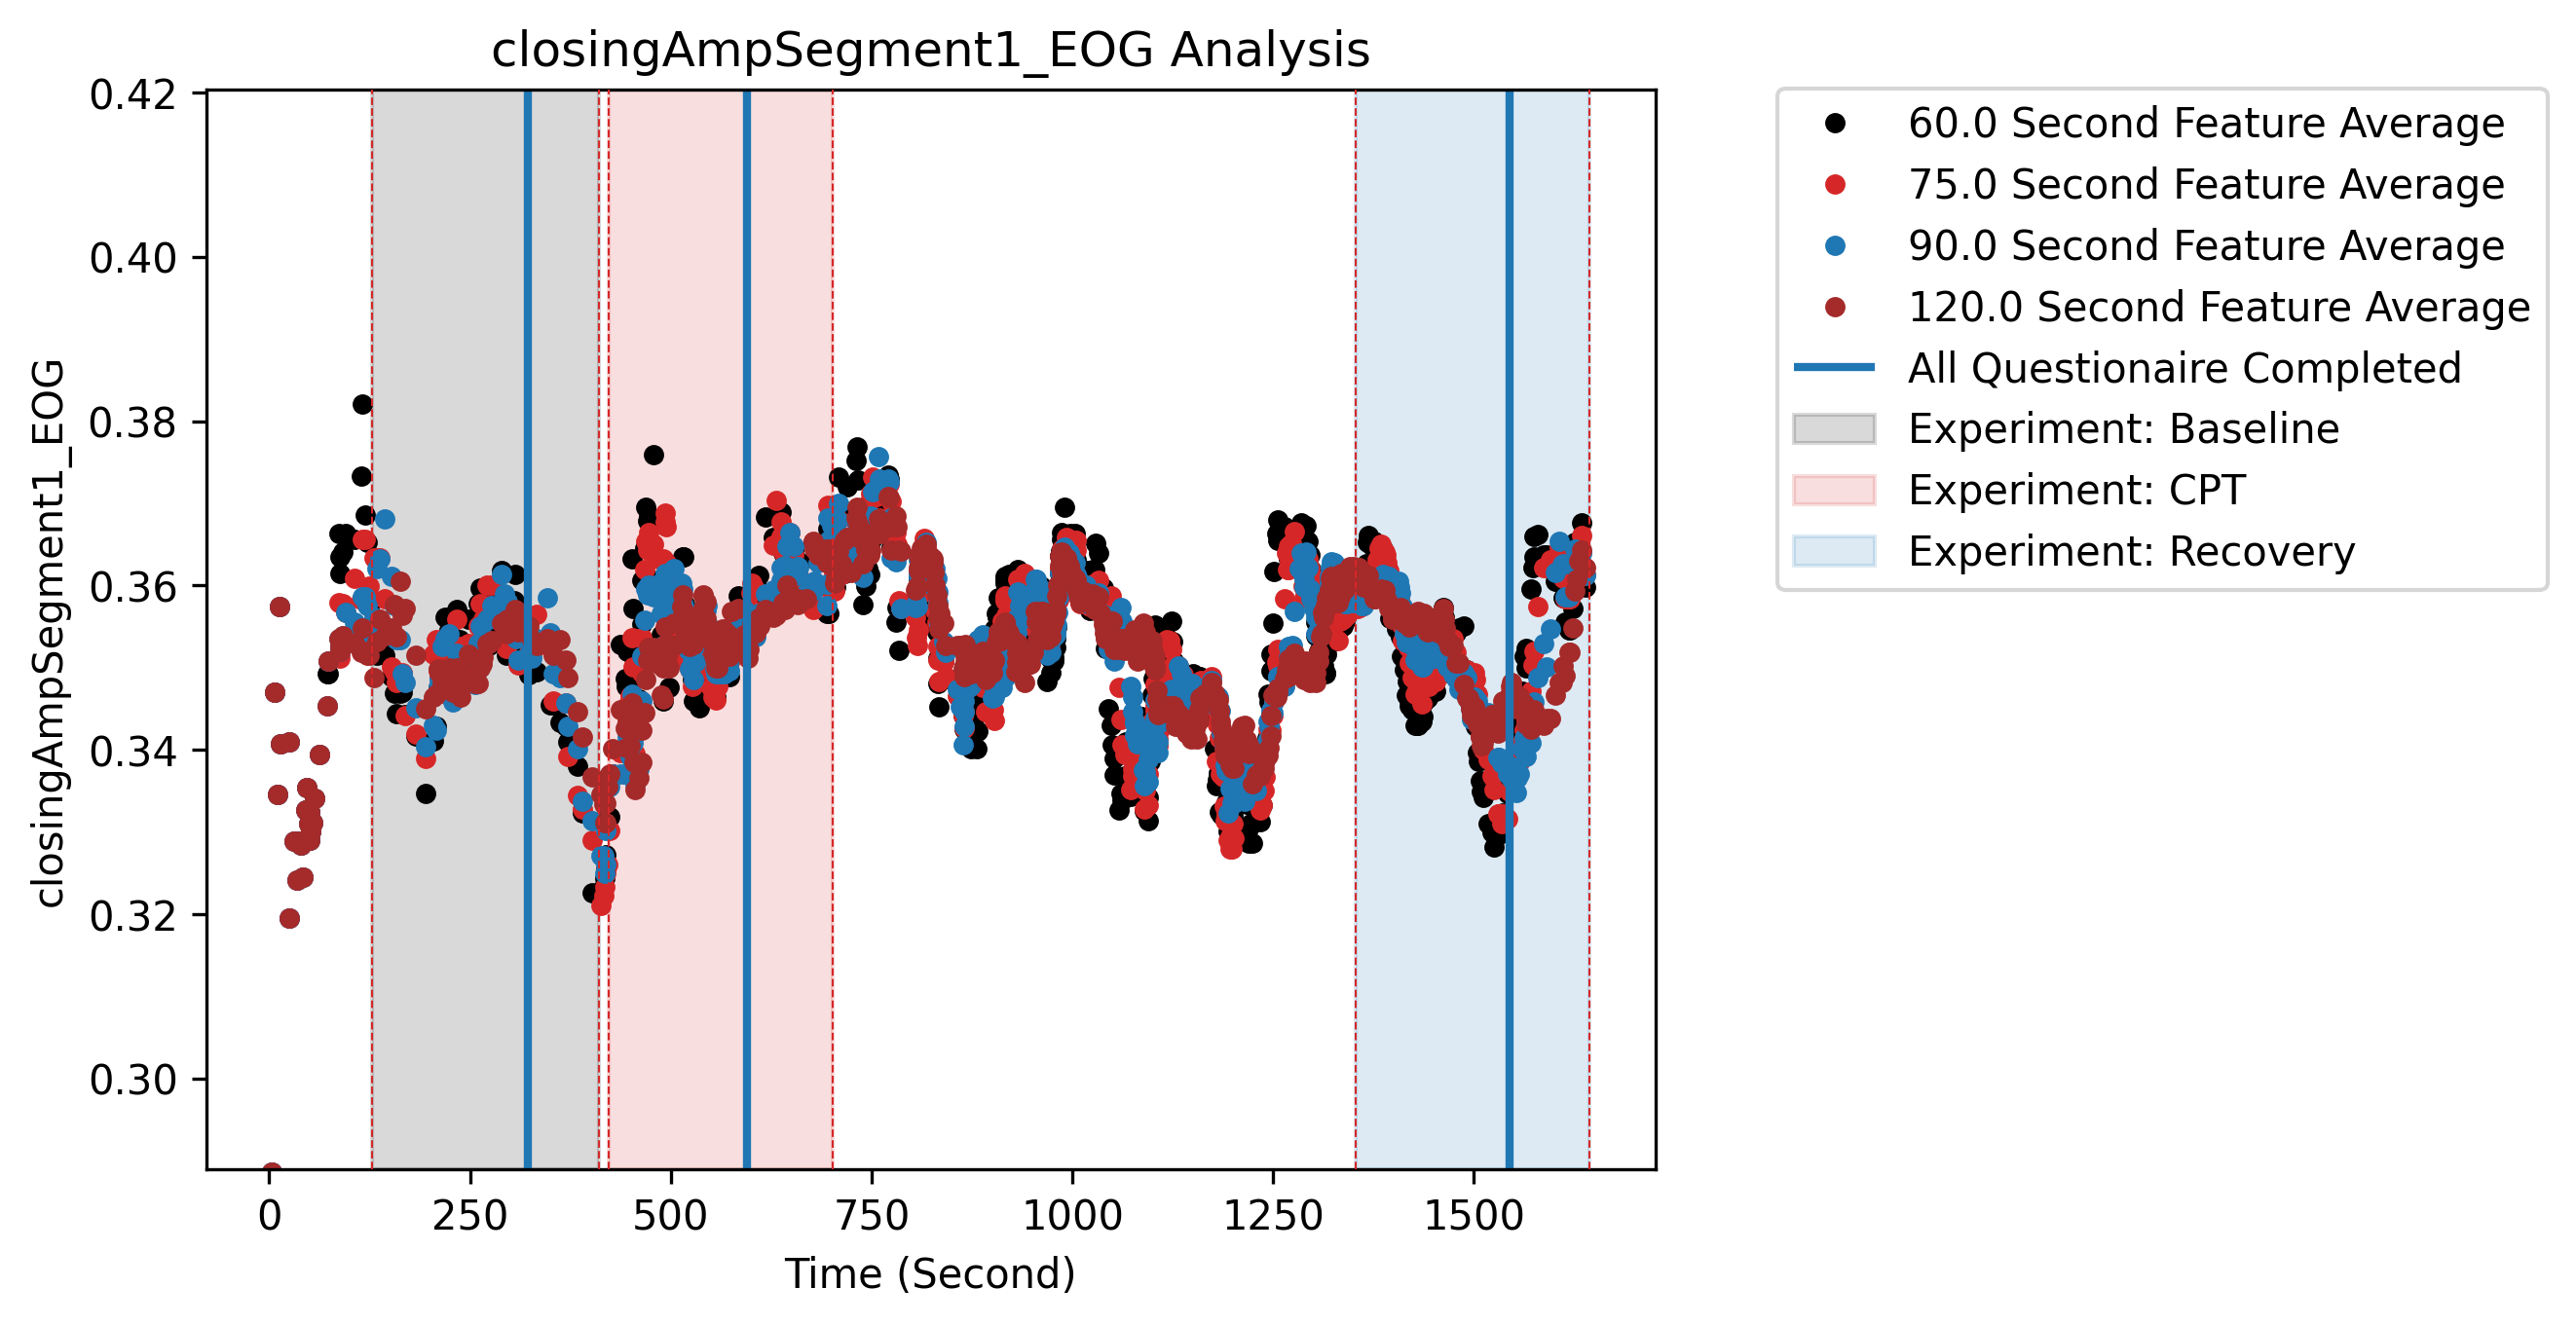 closingAmpSegment1_EOG Analysis
0.42
0.40
0.38
0.36
0.34
0.32
0.30
closingAmpSegment1_EOG
0 250 500 750 1000 1250 1500
Time (Second)
60.0 Second Feature Average
75.0 Second Feature Average
90.0 Second Feature Average
120.0 Second Feature Average
All Questionaire Completed
Experiment: Baseline
Experiment: CPT
Experiment: Recovery